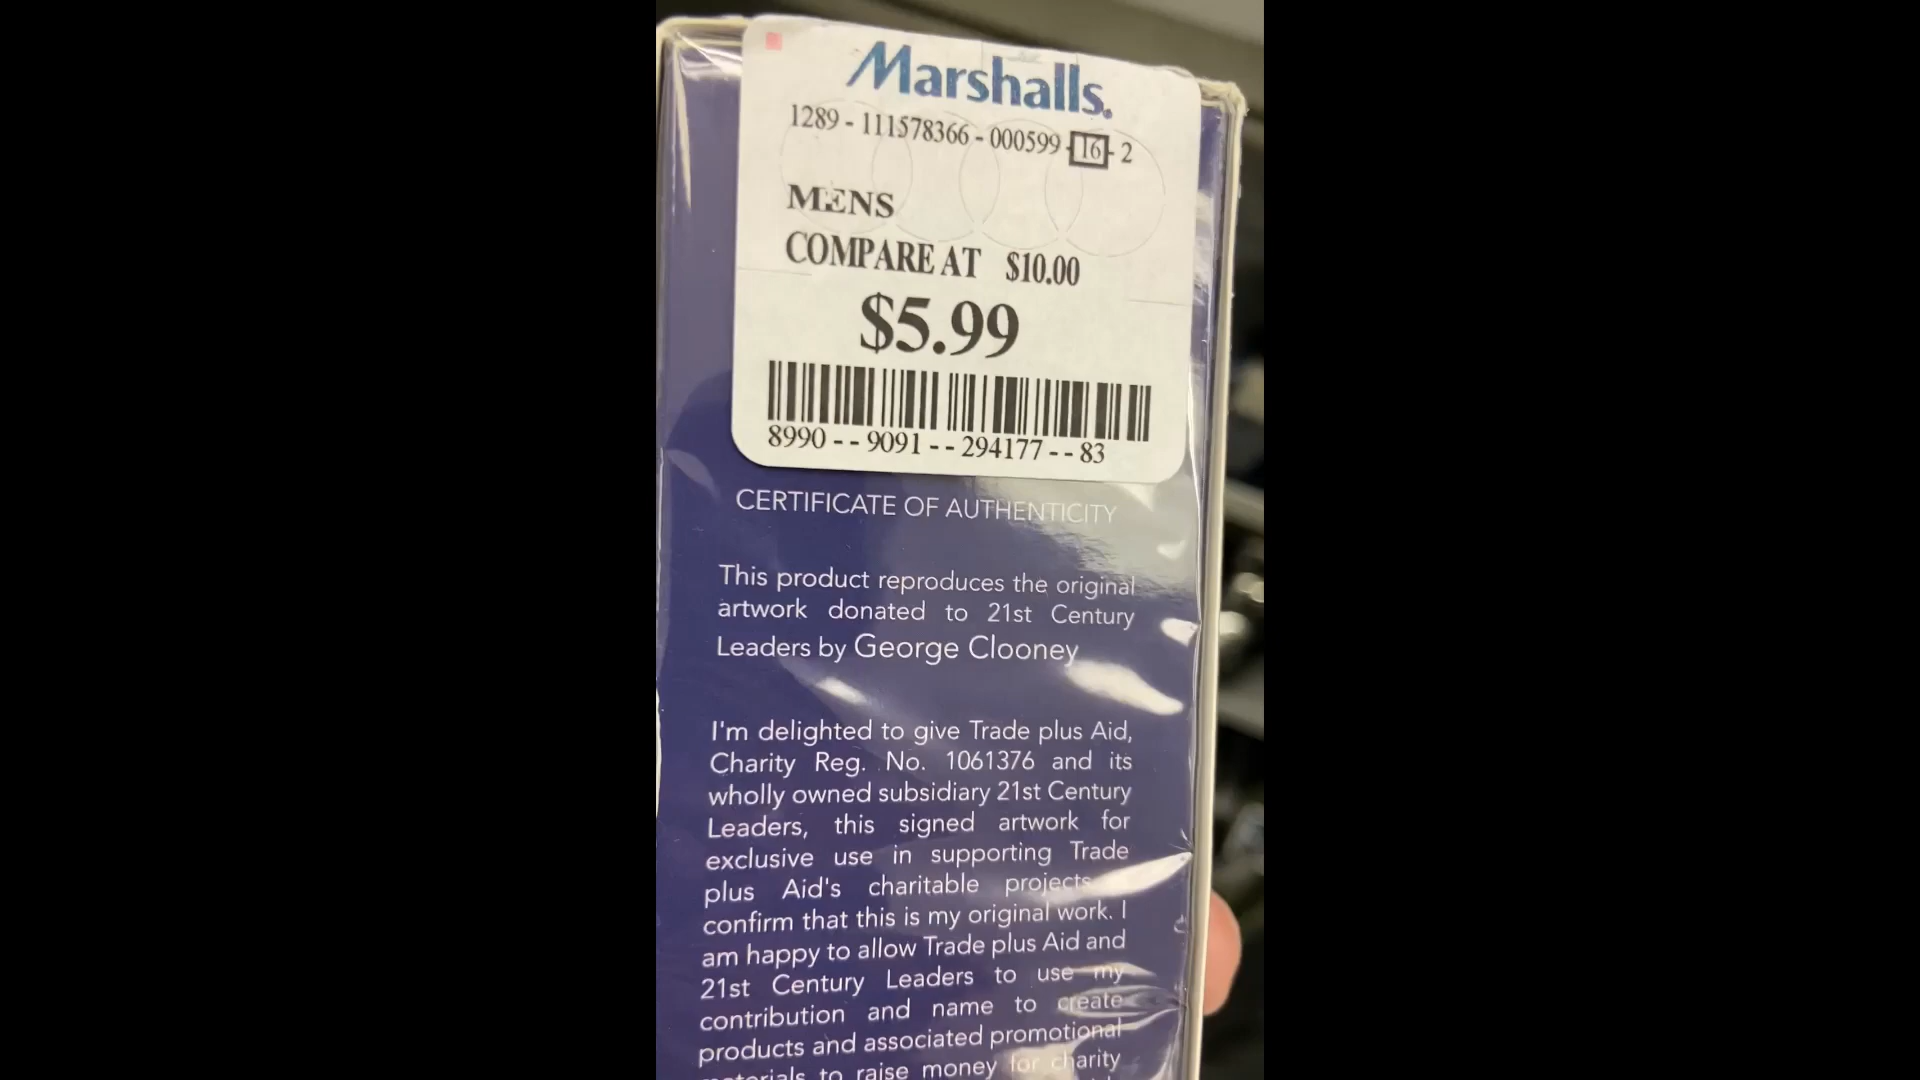 Marshalls.
1289 - 111578366 - 000599 - 16 - 2
MENS
COMPARE AT $10.00
$5.99
8990 - - 9091 - - 294177 - - 83
CERTIFICATE OF AUTHENTICITY
This product reproduces the original
artwork donated to 21st Century
Leaders by George Clooney
I'm delighted to give Trade plus Aid,
Charity Reg. No. 1061376 and its
wholly owned subsidiary 21st Century
Leaders, this signed artwork for
exclusive use in supporting Trade
plus Aid's charitable projects
confirm that this is my original work. I
am happy to allow Trade plus Aid and
21st Century Leaders to use my
contribution and name to create
products and associated promotional
to raise money for charity